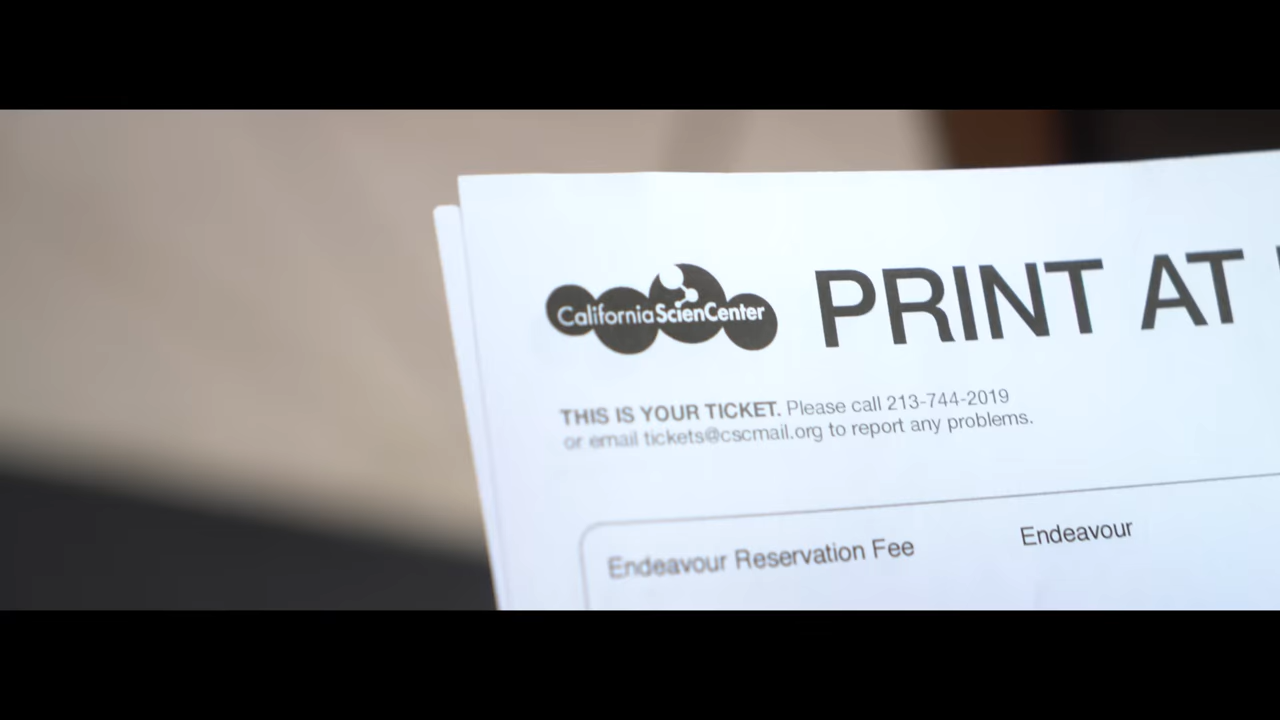 California ScienCenter
PRINT AT
THIS IS YOUR TICKET. Please call 213-744-2019
or email tickets@cscmail.org to report any problems.
Endeavour Reservation Fee
Endeavour